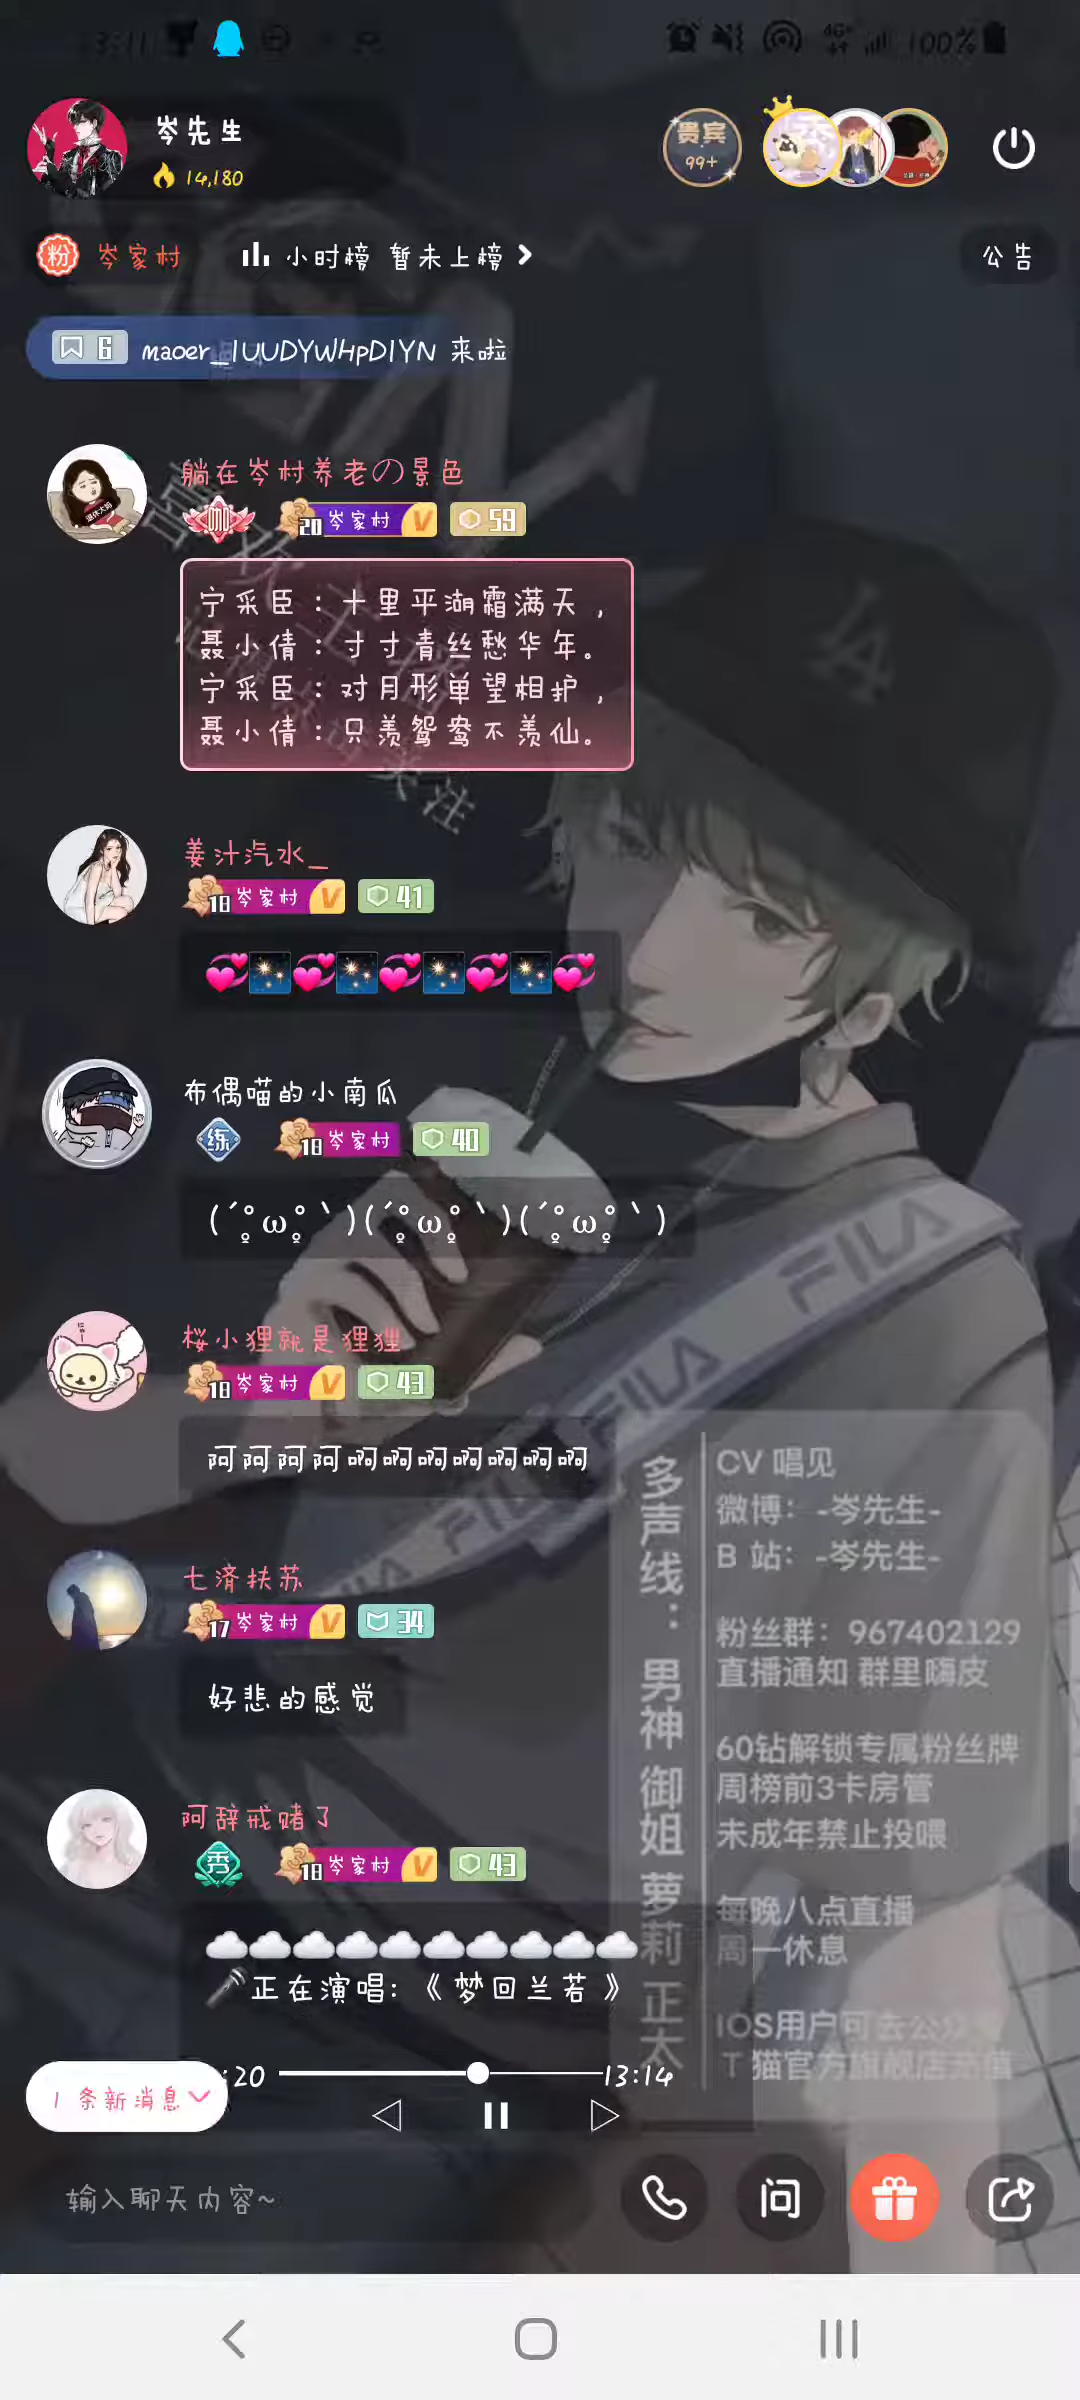 100%
岑先生
14,180
贵宾
99+
粉 岑家村
小时榜 暂未上榜
公告
6 maoer_1UUDYWHpD1YN 来啦
躺在岑村养老の景色
20 岑家村 V 59
宁采臣：十里平湖霜满天，
聂小倩：寸寸青丝愁华年。
宁采臣：对月形单望相护，
聂小倩：只羡鸳鸯不羡仙。
关注
LA
姜汁汽水_
18 岑家村 V 41
布偶喵的小南瓜
练 18 岑家村 40
(´°̥ω°̥｀)(´°̥ω°̥｀)(´°̥ω°̥｀)
FILA
桜小狸就是狸狸
18 岑家村 V 43
阿阿阿阿啊啊啊啊啊啊啊
FILA
FILA
七济扶苏
17 岑家村 V 34
好悲的感觉
阿辞戒赌了
秀 18 岑家村 V 43
正在演唱:《梦回兰若》
多声线：男神 御姐 萝莉 正太
CV 唱见
微博：-岑先生-
B 站：-岑先生-
粉丝群：967402129
直播通知 群里嗨皮
60钻解锁专属粉丝牌
周榜前3卡房管
未成年禁止投喂
每晚八点直播
周一休息
IOS用户可去公众
T猫官方旗舰店充值
:20
13:14
1 条新消息
输入聊天内容~
问